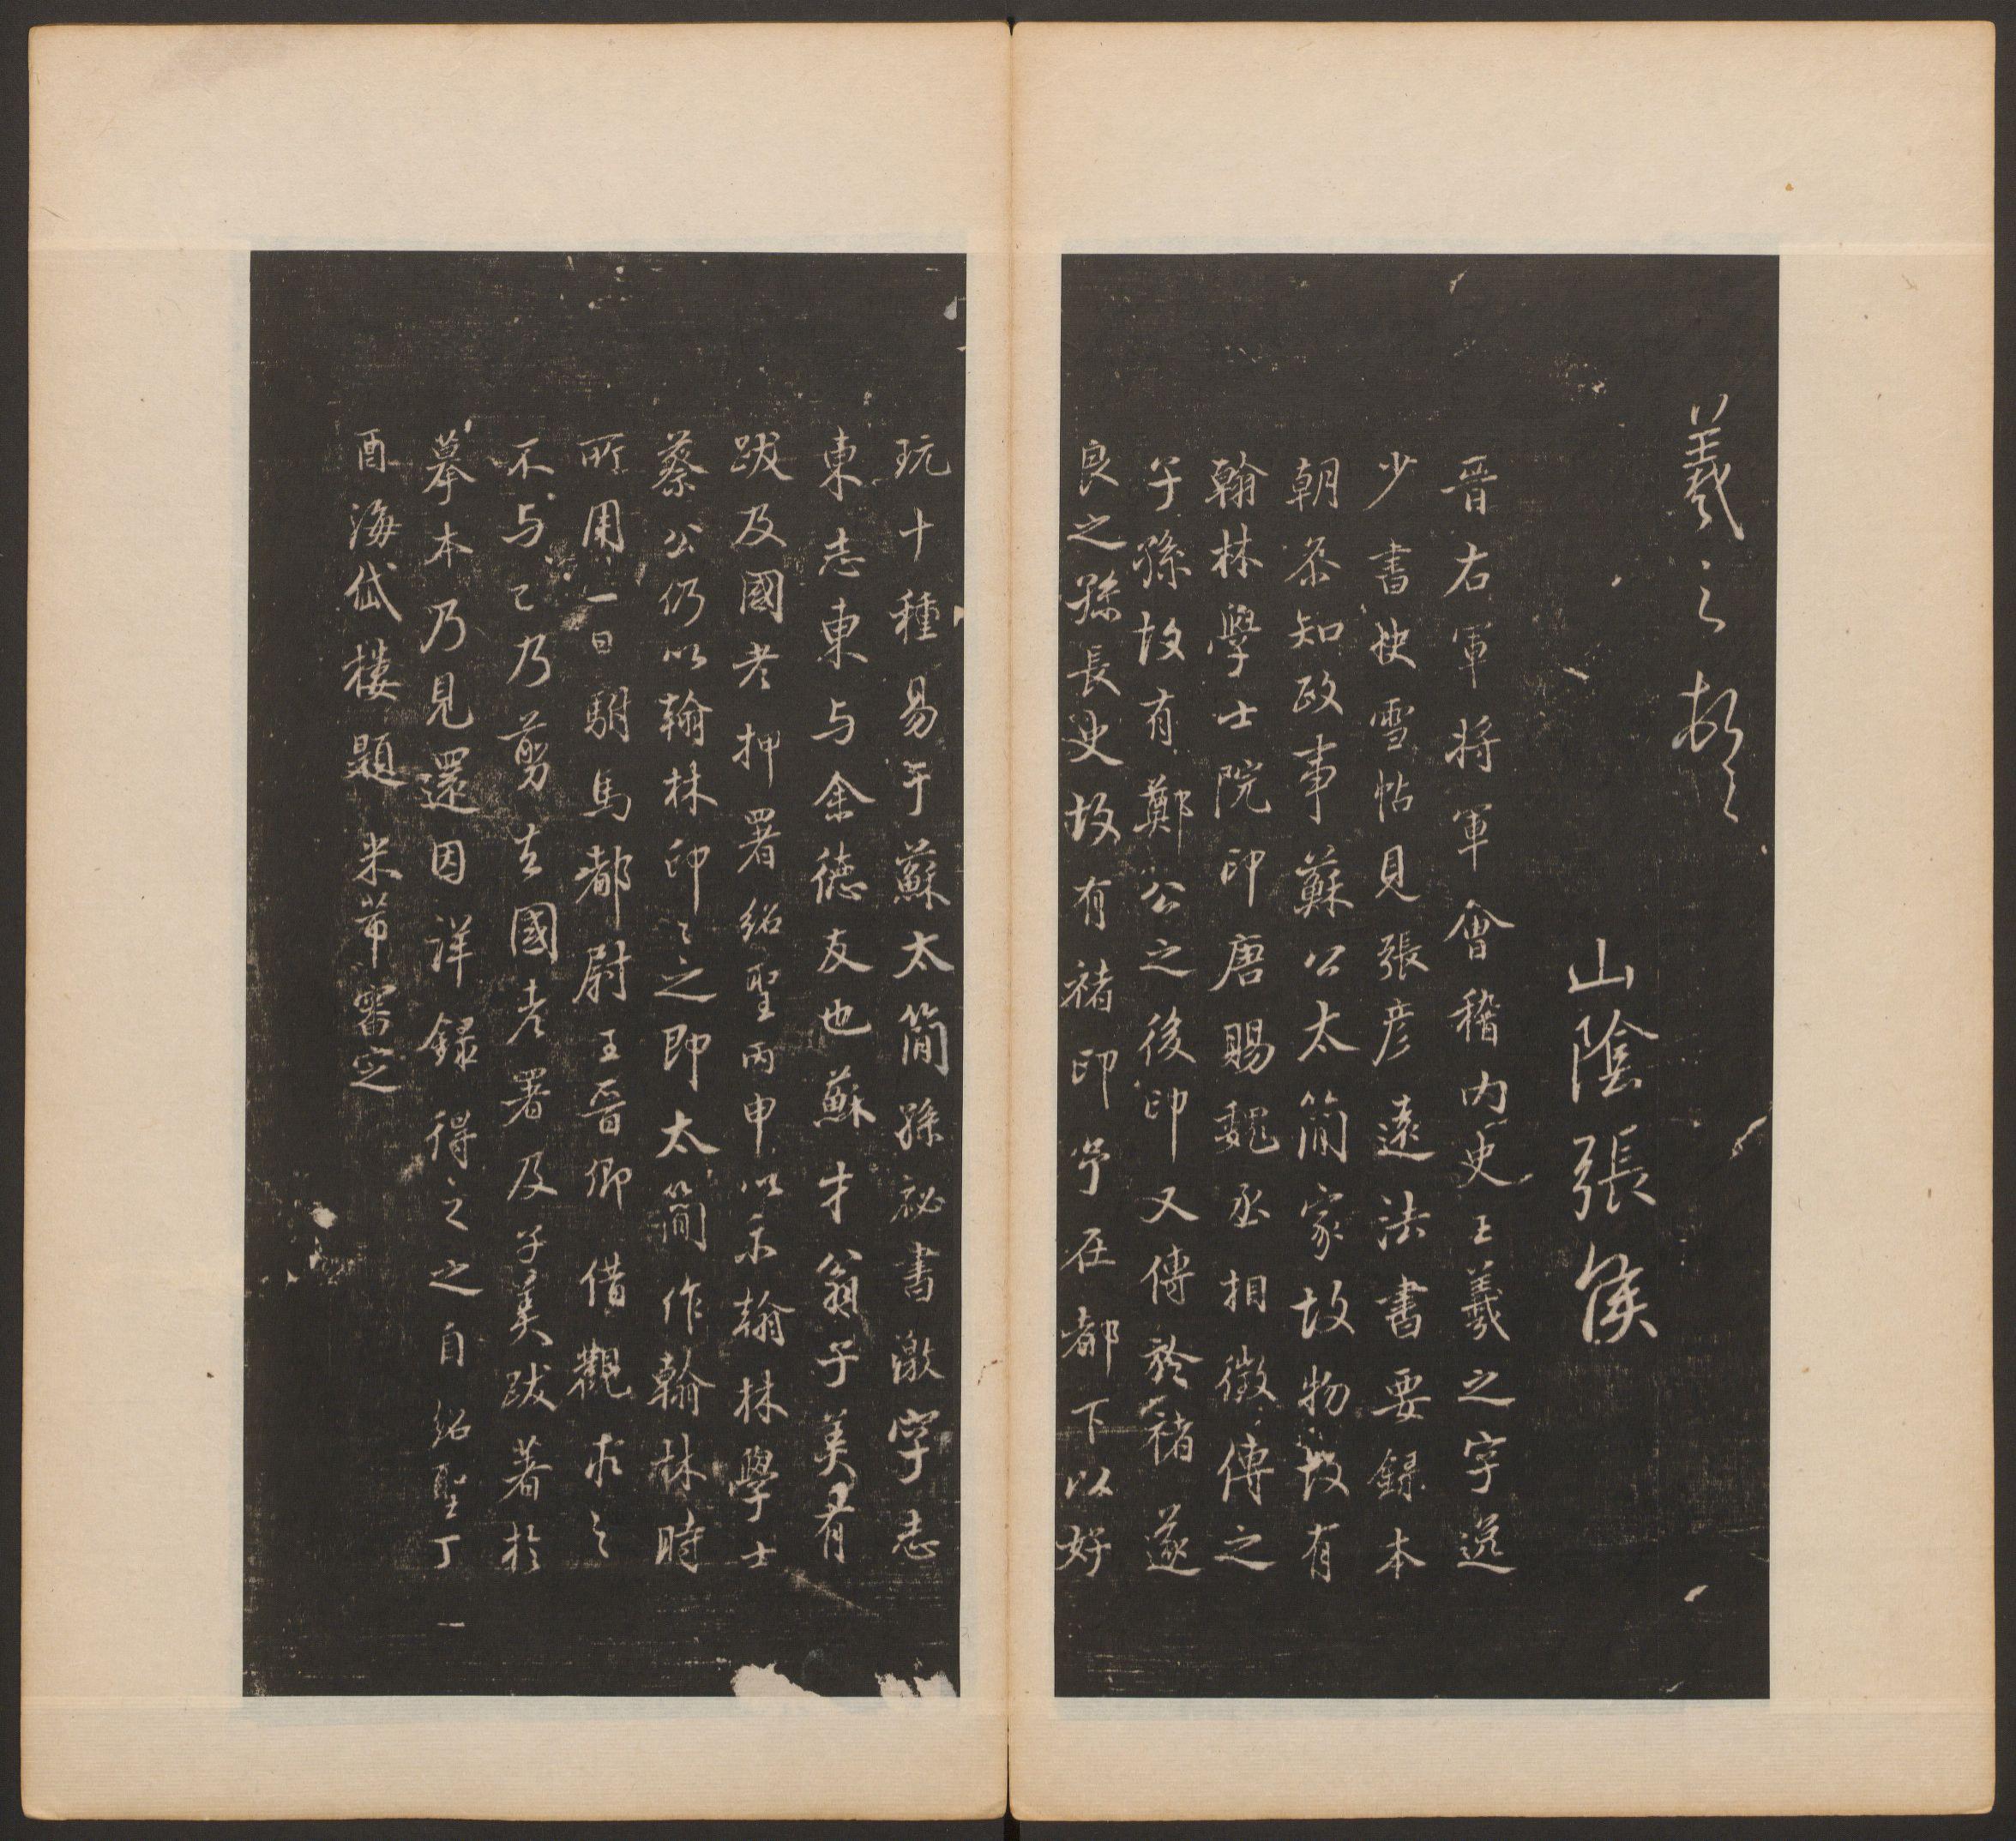 羲之頓首
山陰張侯
晉右軍將軍會稽內史王羲之字逸
少書快雪帖見張彥遠法書要錄本
朝叅知政事蘇公太簡家故物故有
翰林學士院印唐賜魏丞相徵傳之
子孫故有鄭公之後印又傳於褚遂
良之孫長史故有褚印余在都下以好
玩十種易于蘇太簡孫祕書激字志
東志東与余德友也蘇才翁子美有
跋及國老押署紹聖丙申以示翰林學士
蔡公仍以翰林印印之即太簡作翰林時
所用一日駙馬都尉王晉卿借觀求之
不与已乃剪去國老署及子美跋著於
摹本乃見還因詳錄得之之自紹聖丁
酉海岱樓題米芾審定